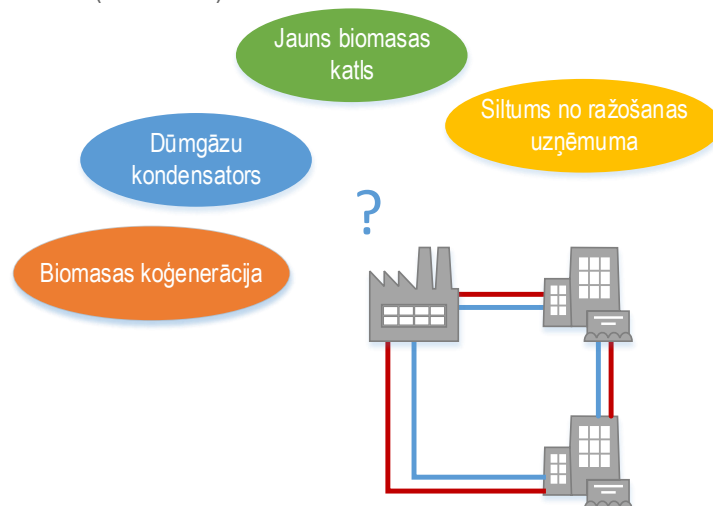 Jauns biomasas
katls
Siltums no ražošanas
uzņēmuma
Dūmgāzu
kondensators
?
Biomasas koģenerācija